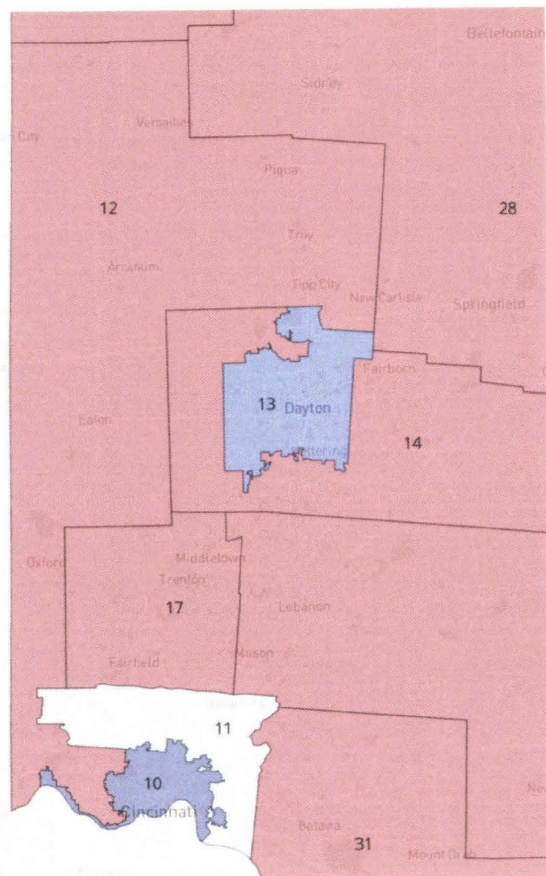 Bellefontain
Sidney
Versailles
City
Piqua
12
28
Troy
Arcanum
Tipp City
New Carlisle
Springfield
Fairborn
13
Dayton
Eaton
14
Kettering
Middletown
Oxford
Trenton
17
Lebanon
Mason
Fairfield
11
10
Cincinnati
Batavia
31
Mount Orab